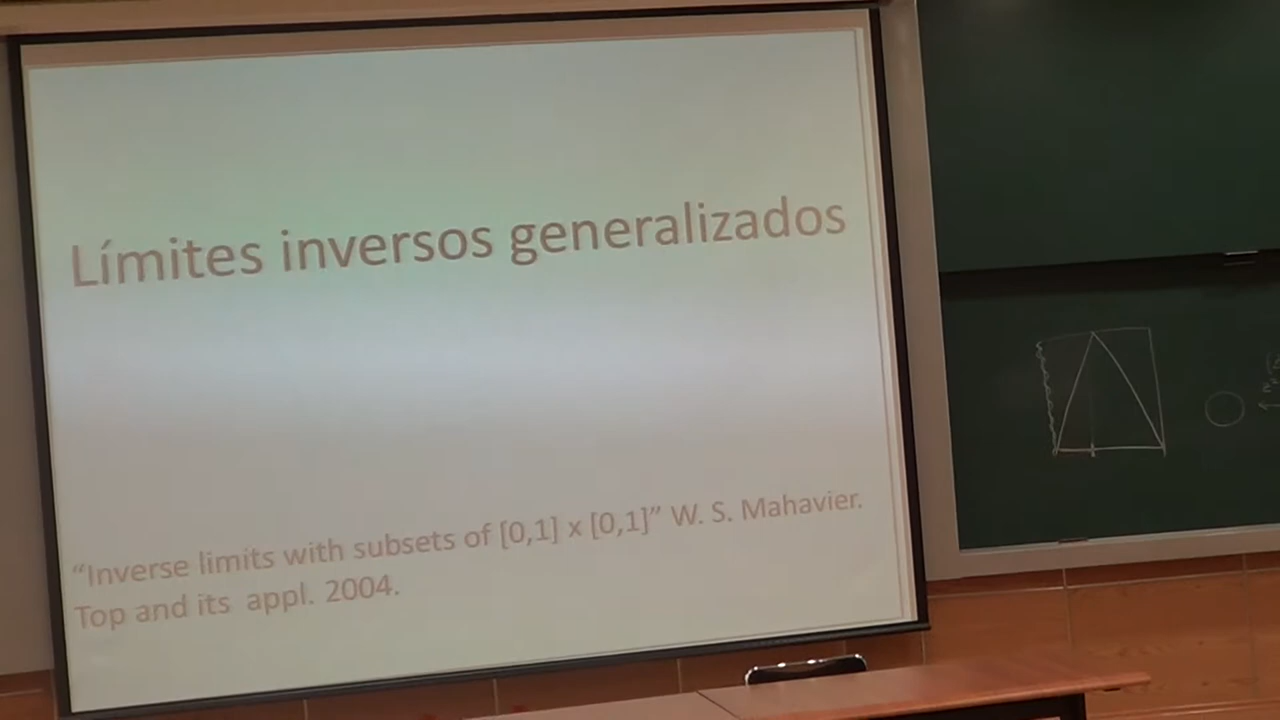 Límites inversos generalizados
“Inverse limits with subsets of [0,1] x [0,1]” W. S. Mahavier.
Top and its appl. 2004.